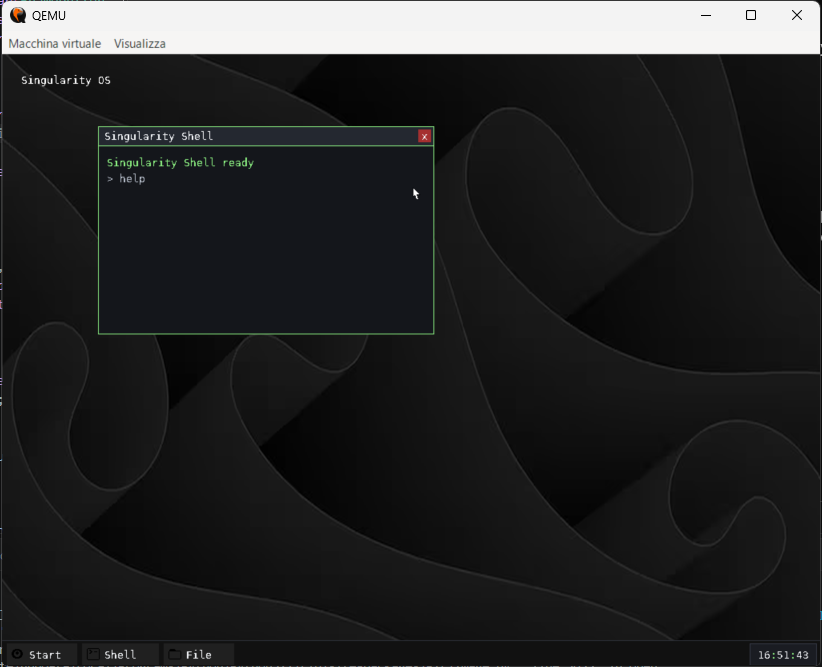 QEMU
Macchina virtuale Visualizza
Singularity OS
Singularity Shell x
Singularity Shell ready
> help
Start Shell File 16:51:43